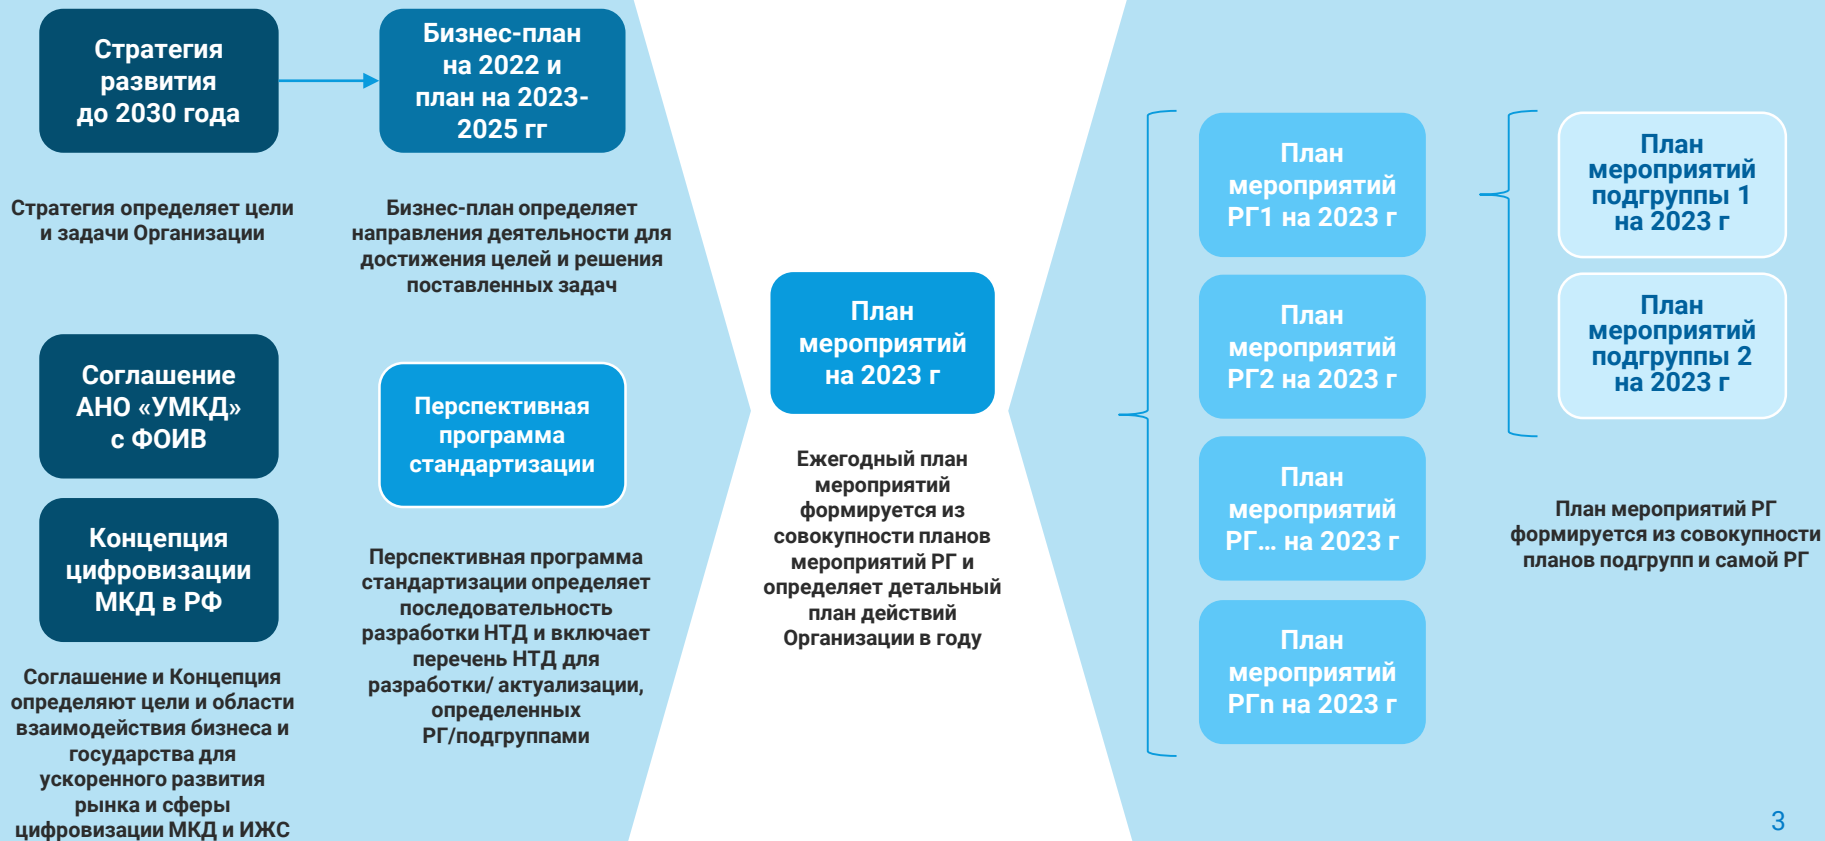 Стратегия
развития
до 2030 года
Бизнес-план
на 2022 и
план на 2023-
2025 гг
Стратегия определяет цели
и задачи Организации
Бизнес-план определяет
направления деятельности для
достижения целей и решения
поставленных задач
Соглашение
АНО «УМКД»
с ФОИВ
Концепция
цифровизации
МКД в РФ
Соглашение и Концепция
определяют цели и области
взаимодействия бизнеса и
государства для
ускоренного развития
рынка и сферы
цифровизации МКД и ИЖС
Перспективная
программа
стандартизации
Перспективная программа
стандартизации определяет
последовательность
разработки НТД и включает
перечень НТД для
разработки/ актуализации,
определенных
РГ/подгруппами
План
мероприятий
на 2023 г
Ежегодный план
мероприятий
формируется из
совокупности планов
мероприятий РГ и
определяет детальный
план действий
Организации в году
План
мероприятий
РГ1 на 2023 г
План
мероприятий
РГ2 на 2023 г
План
мероприятий
РГ... на 2023 г
План
мероприятий
РГn на 2023 г
План
мероприятий
подгруппы 1
на 2023 г
План
мероприятий
подгруппы 2
на 2023 г
План мероприятий РГ
формируется из совокупности
планов подгрупп и самой РГ
3